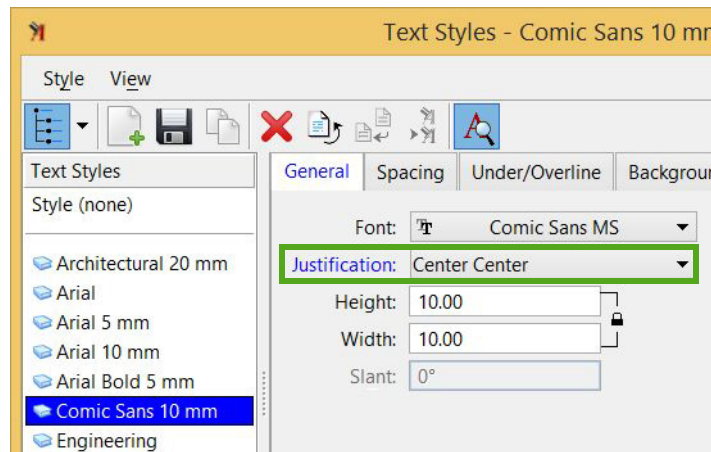 Text Styles - Comic Sans 10 mm
Style View
Text Styles
General Spacing Under/Overline Backgrou
Style (none)
Font: Comic Sans MS
Architectural 20 mm
Justification: Center Center
Arial
Height: 10.00
Arial 5 mm
Width: 10.00
Arial 10 mm
Arial Bold 5 mm
Slant: 0°
Comic Sans 10 mm
Engineering